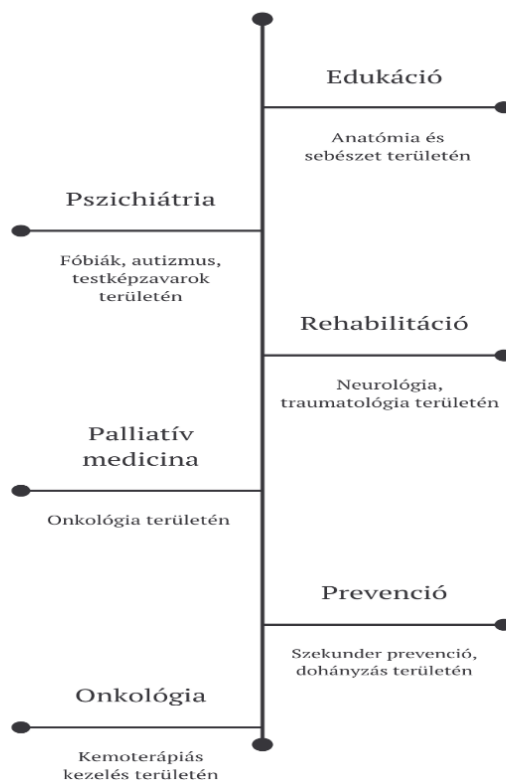 Edukáció
Anatómia és
sebészet területén
Pszichiátria
Fóbiák, autizmus,
testképzavarok
területén
Rehabilitáció
Neurológia,
traumatológia területén
Palliatív
medicina
Onkológia területén
Prevenció
Szekunder prevenció,
dohányzás területén
Onkológia
Kemoterápiás
kezelés területén